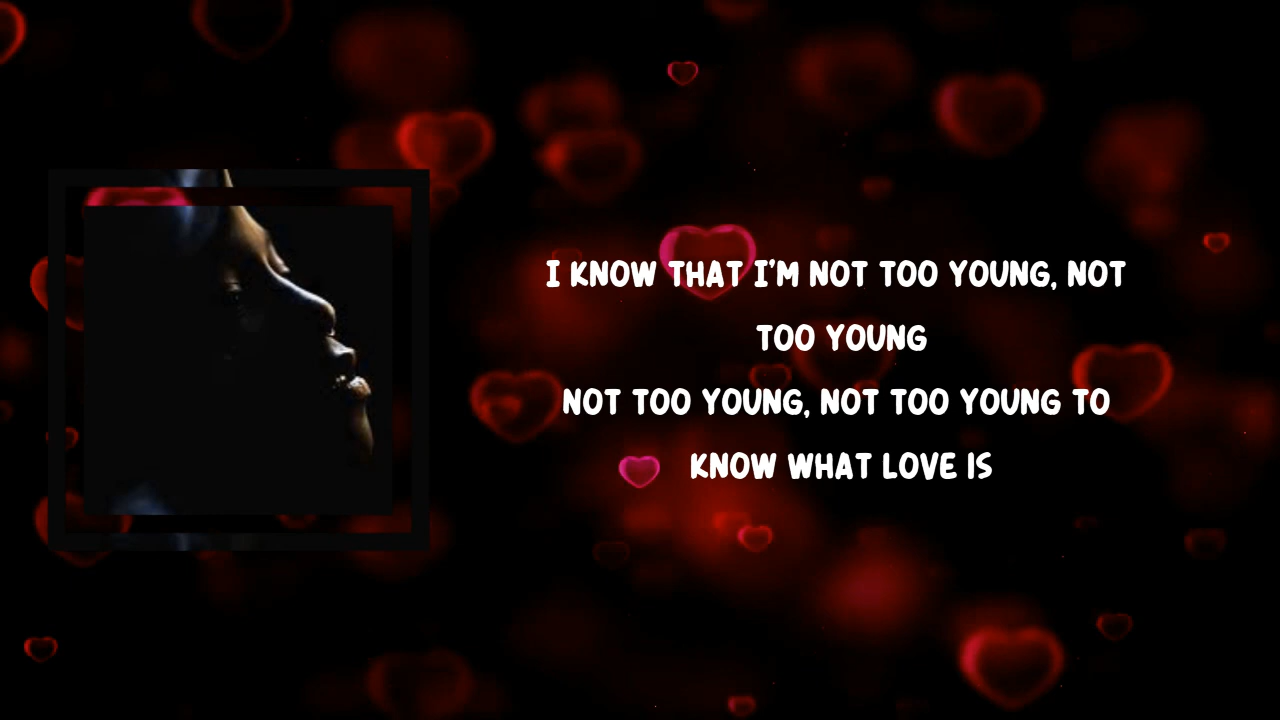 I KNOW THAT I'M NOT TOO YOUNG, NOT
TOO YOUNG
NOT TOO YOUNG, NOT TOO YOUNG TO
KNOW WHAT LOVE IS